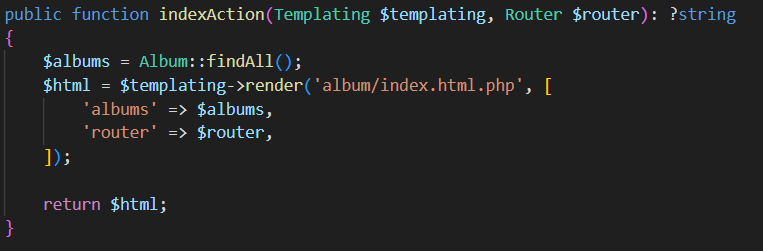 public function indexAction(Templating $templating, Router $router): ?string
{
    $albums = Album::findAll();
    $html = $templating->render('album/index.html.php', [
        'albums' => $albums,
        'router' => $router,
    ]);

    return $html;
}